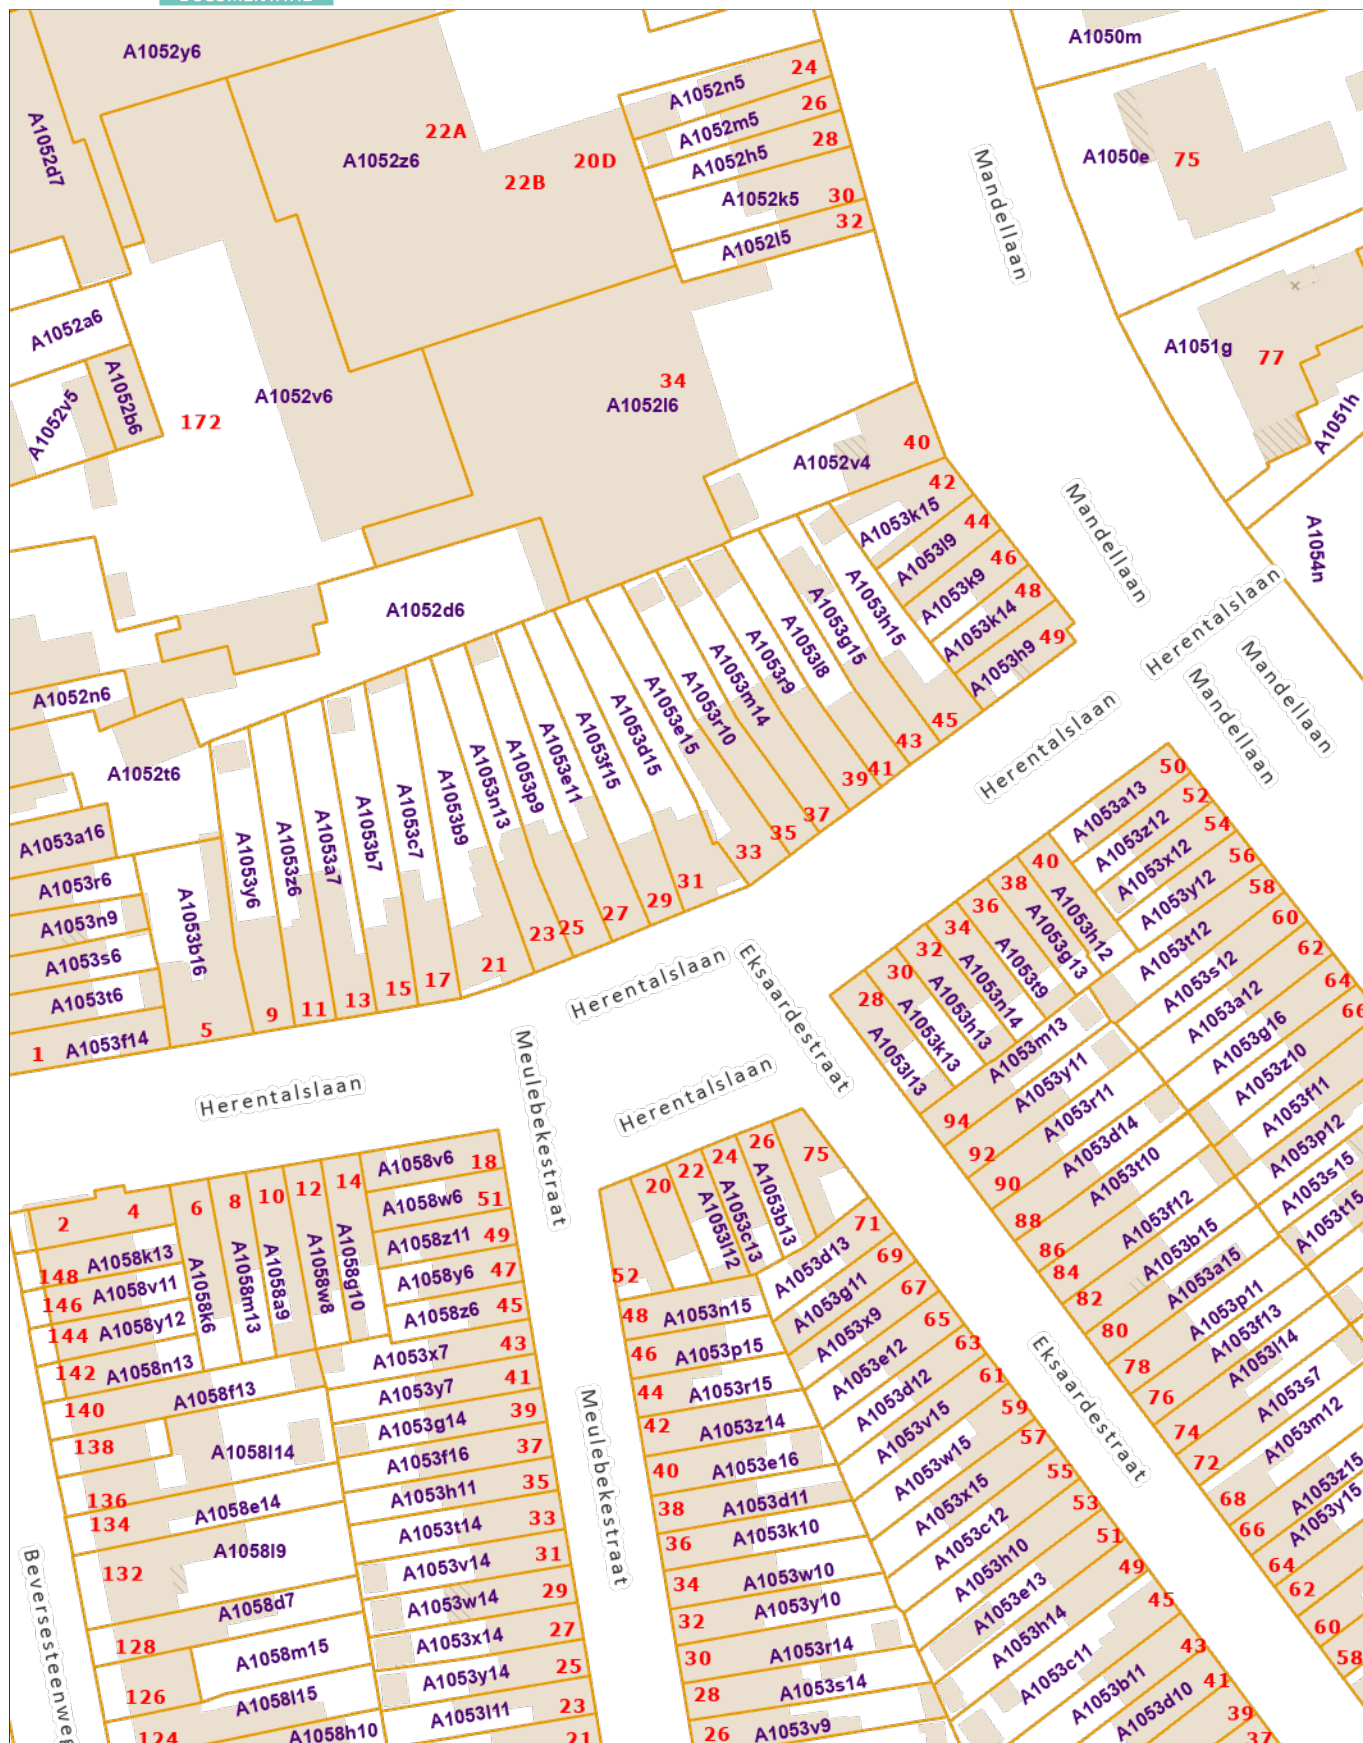 A1052y6
A1050m
24
A1052n5
26
A1052m5
22A
A1052z6
20D
22B
28
A1052h5
A1052d7
A1050e
75
A1052k5
30
32
A1052l5
Mandellaan
A1052a6
A1052b6
A1052v5
172
A1052v6
34
A1052l6
A1051g
77
A1051h
A1052v4
40
42
A1053k15
44
A1053l9
46
A1053k9
48
A1053k14
49
A1053h9
Mandellaan
A1054n
Herentalslaan
Mandellaan
Mandellaan
Herentalslaan
A1052d6
A1052n6
A1052t6
A1053h15
A1053g15
A1053l8
A1053r9
A1053m14
A1053r10
A1053e15
A1053d15
A1053f15
A1053e11
A1053p9
A1053n13
A1053b9
A1053c7
A1053b7
A1053a7
A1053z6
A1053y6
A1053b16
A1053a16
A1053r6
A1053n9
A1053s6
A1053t6
A1053f14
1
5
9
11
13
15
17
21
23
25
27
29
31
33
35
37
39
41
43
45
Herentalslaan
Eksaardestraat
Meulebekestraat
Herentalslaan
Herentalslaan
50
A1053a13
52
A1053z12
54
A1053x12
56
A1053y12
58
A1053t12
60
A1053s12
62
A1053a12
64
A1053g16
66
A1053z10
A1053f11
A1053p12
A1053s15
A1053t15
40
38
36
34
32
30
28
A1053h12
A1053g13
A1053t9
A1053n14
A1053h13
A1053k13
A1053l13
A1053m13
94
A1053y11
92
A1053r11
90
A1053d14
88
A1053t10
86
A1053f12
84
A1053b15
82
A1053a15
80
A1053p11
78
A1053f13
76
A1053l14
74
A1053s7
72
A1053m12
68
A1053z15
66
A1053y15
64
62
60
58
2
4
6
8
10
12
14
A1058v6
18
A1058w6
51
A1058z11
49
A1058y6
47
A1058z6
45
A1058k13
148
A1058v11
146
A1058y12
144
A1058n13
142
A1058k6
A1058m13
A1058a9
A1058w8
A1058g10
A1058f13
140
138
A1058l14
136
A1058e14
134
A1058l9
132
A1058d7
128
A1058m15
126
A1058l15
124
A1058h10
A1053x7
43
A1053y7
41
A1053g14
39
A1053f16
37
A1053h11
35
A1053t14
33
A1053v14
31
A1053w14
29
A1053x14
27
A1053y14
25
A1053l11
23
21
Beversesteenweg
Meulebekestraat
20
22
24
26
75
A1053l12
A1053c13
A1053b13
52
48
A1053n15
46
A1053p15
44
A1053r15
42
A1053z14
40
A1053e16
38
A1053d11
36
A1053k10
34
A1053w10
32
A1053y10
30
A1053r14
28
A1053s14
26
A1053v9
A1053d13
71
A1053g11
69
A1053x9
67
A1053e12
65
A1053d12
63
A1053v15
61
A1053w15
59
A1053x15
57
A1053c12
55
A1053h10
53
A1053e13
51
A1053h14
49
A1053c11
45
A1053b11
43
A1053d10
41
39
37
Eksaardestraat